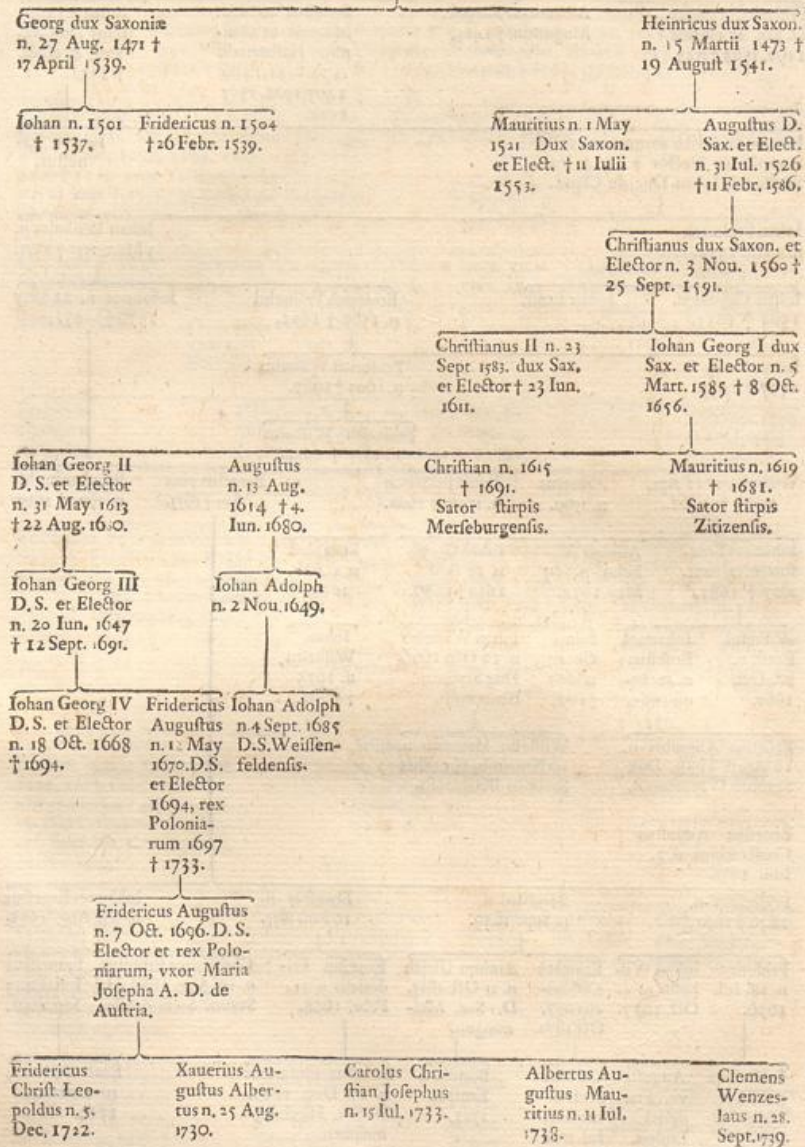 Georg dux Saxoniæ
n. 27 Aug. 1471 †
17 April 1539.
Heinricus dux Saxon.
n. 15 Martii 1473 †
19 Auguſt 1541.
Iohan n. 1501
† 1537.
Fridericus n. 1504
†26 Febr. 1539.
Mauritius n. 1 May
1521 Dux Saxon.
et Elect. †11 Iulii
1553.
Auguſtus D.
Sax. et Elect.
n. 31 Iul. 1526
†11 Febr. 1586.
Chriſtianus dux Saxon. et
Elector n. 3 Nou. 1560 †
25 Sept. 1591.
Chriſtianus II n. 23
Sept. 1583. dux Sax.
et Elector † 23 Iun.
1611.
Iohan Georg I dux
Sax. et Elector n. 5
Mart. 1585 † 8 Oct.
1656.
Iohan Georg II
D. S. et Elector
n. 31 May 1613
†22 Aug. 1680.
Auguſtus
n. 13 Aug.
1614 †4.
Iun. 1680.
Chriſtian n. 1615
† 1691.
Sator ſtirpis
Merſeburgenſis.
Mauritius n. 1619
† 1681.
Sator ſtirpis
Zitizenſis.
Iohan Georg III
D. S. et Elector
n. 20 Iun. 1647
† 12 Sept. 1691.
Iohan Adolph
n. 2 Nou. 1649.
Iohan Georg IV
D. S. et Elector
n. 18 Oct. 1668
† 1694.
Fridericus
Auguſtus
n. 12 May
1670. D. S.
et Elector
1694, rex
Polonia-
rum 1697
† 1733.
Iohan Adolph
n. 4 Sept. 1685
D. S. Weiſſen-
feldenſis.
Fridericus Auguſtus
n. 7 Oct. 1696. D. S.
Elector et rex Polo-
niarum, vxor Maria
Joſepha A. D. de
Auſtria.
Fridericus
Chriſt. Leo-
poldus n. 5.
Dec. 1722.
Xauerius Au-
guſtus Alber-
tus n. 25 Aug.
1730.
Carolus Chri-
ſtian Joſephus
n. 15 Iul. 1733.
Albertus Au-
guſtus Mau-
ritius n. 11 Iul.
1738.
Clemens
Wenzes-
laus n. 28.
Sept. 1739.